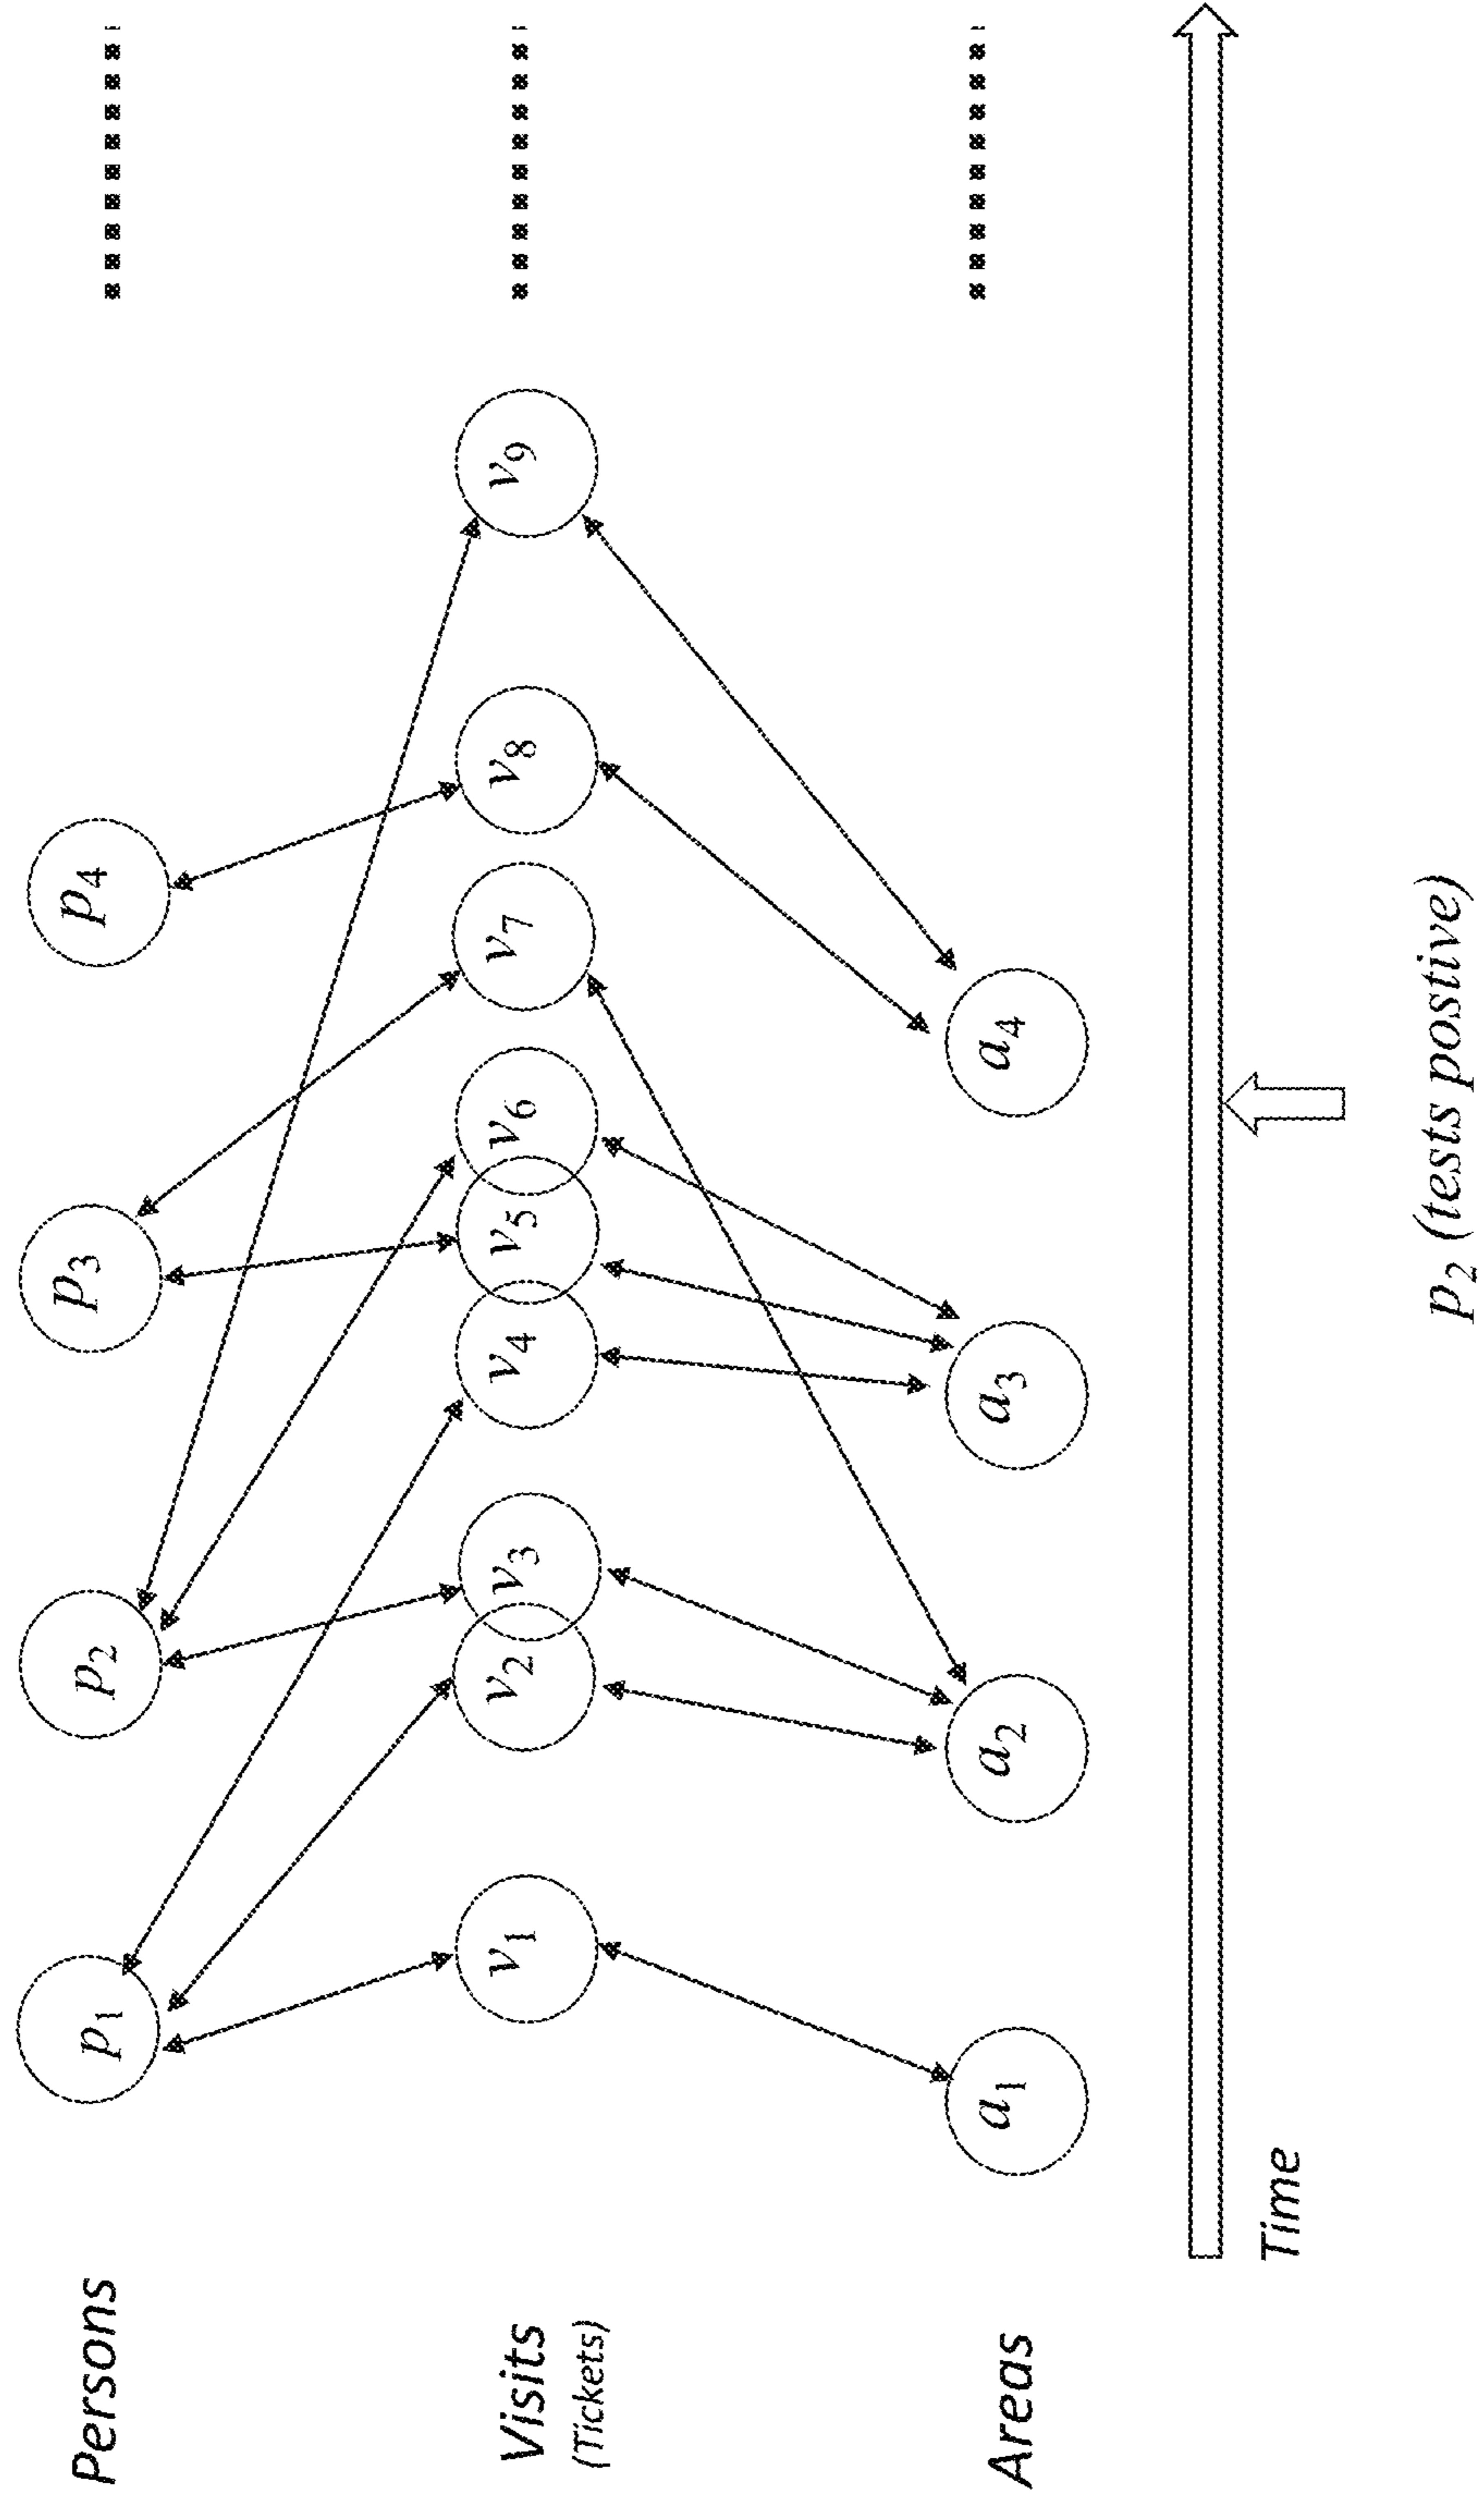 Persons
p1
p2
p3
p4
Visits
(Tickets)
v1
v2
v3
v4
v5
v6
v7
v8
v9
Areas
a1
a2
a3
a4
Time
p2 (tests postive)